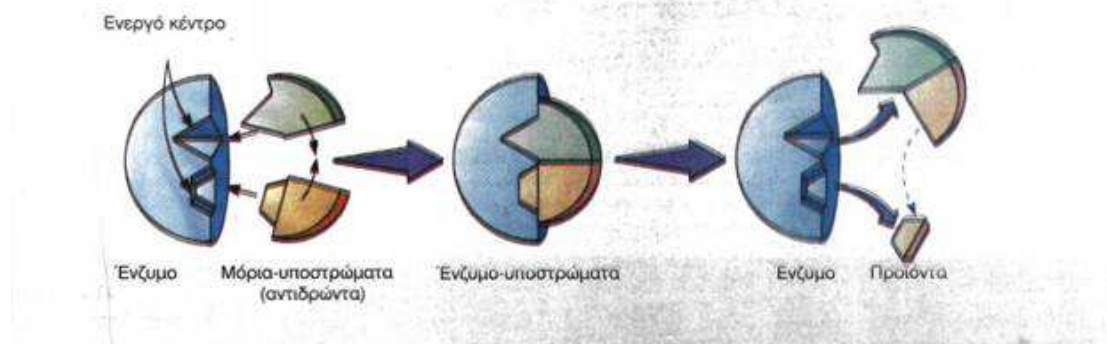 Ενεργό κέντρο
Ένζυμο
Μόρια-υποστρώματα
(αντιδρώντα)
Ένζυμο-υποστρώματα
Ένζυμο
Προϊόντα